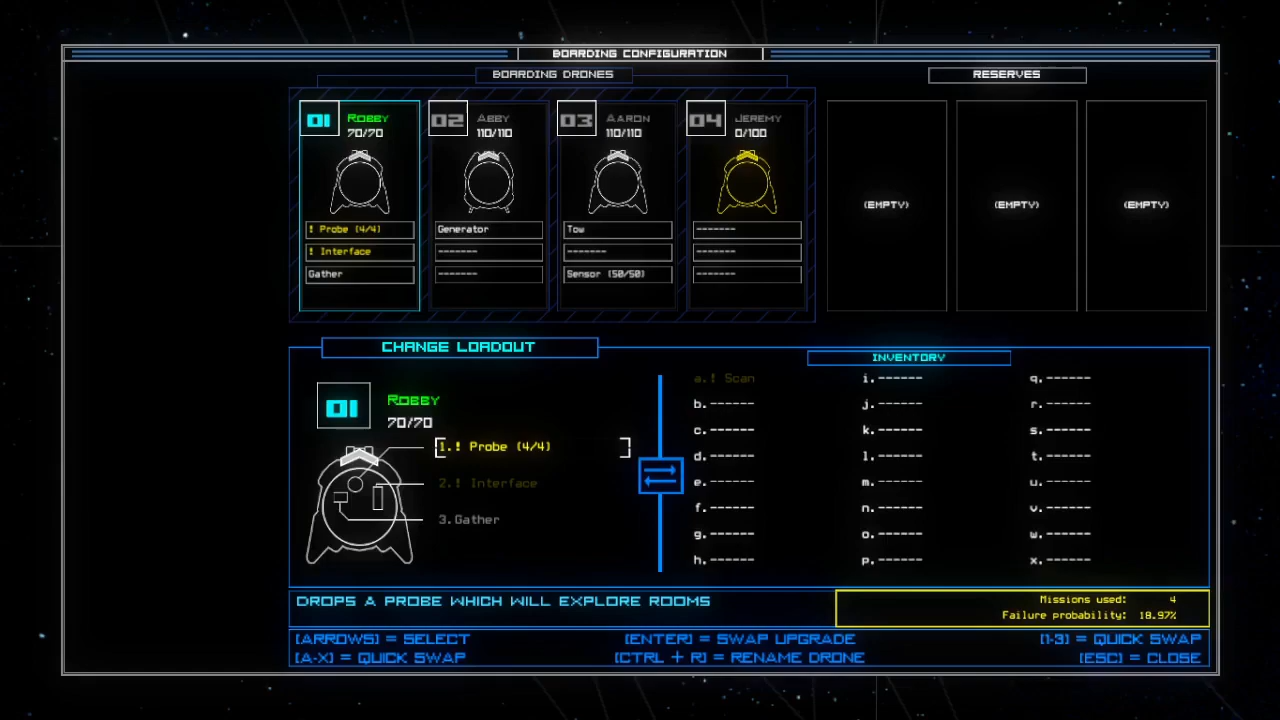 BOARDING CONFIGURATION
BOARDING DRONES
RESERVES
01 ROBBY
70/70
! Probe (4/4)
! Interface
Gather
02 ABBY
110/110
Generator
-------
-------
03 AARON
110/110
Tow
-------
Sensor (50/50)
04 JEREMY
0/100
-------
-------
-------
(EMPTY)
(EMPTY)
(EMPTY)
CHANGE LOADOUT
01 ROBBY
70/70
1.! Probe (4/4)
2.! Interface
3.Gather
INVENTORY
a.! Scan
b.------
c.------
d.------
e.------
f.------
g.------
h.------
i.------
j.------
k.------
l.------
m.------
n.------
o.------
p.------
q.------
r.------
s.------
t.------
u.------
v.------
w.------
x.------
DROPS A PROBE WHICH WILL EXPLORE ROOMS
Missions used: 4
Failure probability: 18.97%
[ARROWS] = SELECT
[ENTER] = SWAP UPGRADE
[1-3] = QUICK SWAP
[A-X] = QUICK SWAP
[CTRL + R] = RENAME DRONE
[ESC] = CLOSE